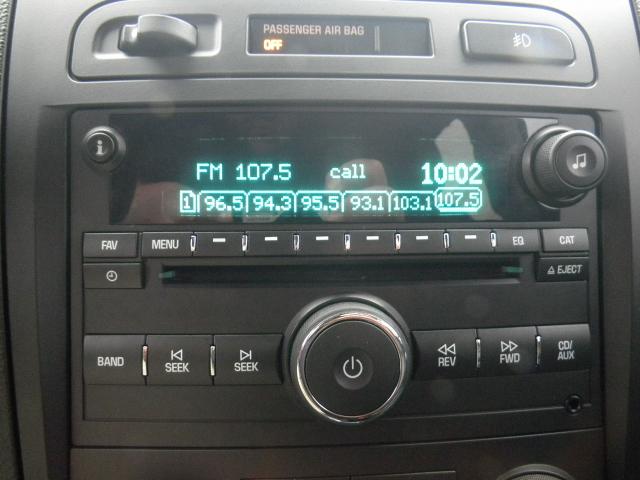 PASSENGER AIR BAG
OFF
i
FM 107.5 call 10:02
1 96.5 94.3 95.5 93.1 103.1 107.5
FAV MENU EQ CAT
EJECT
BAND SEEK SEEK REV FWD CD/
AUX